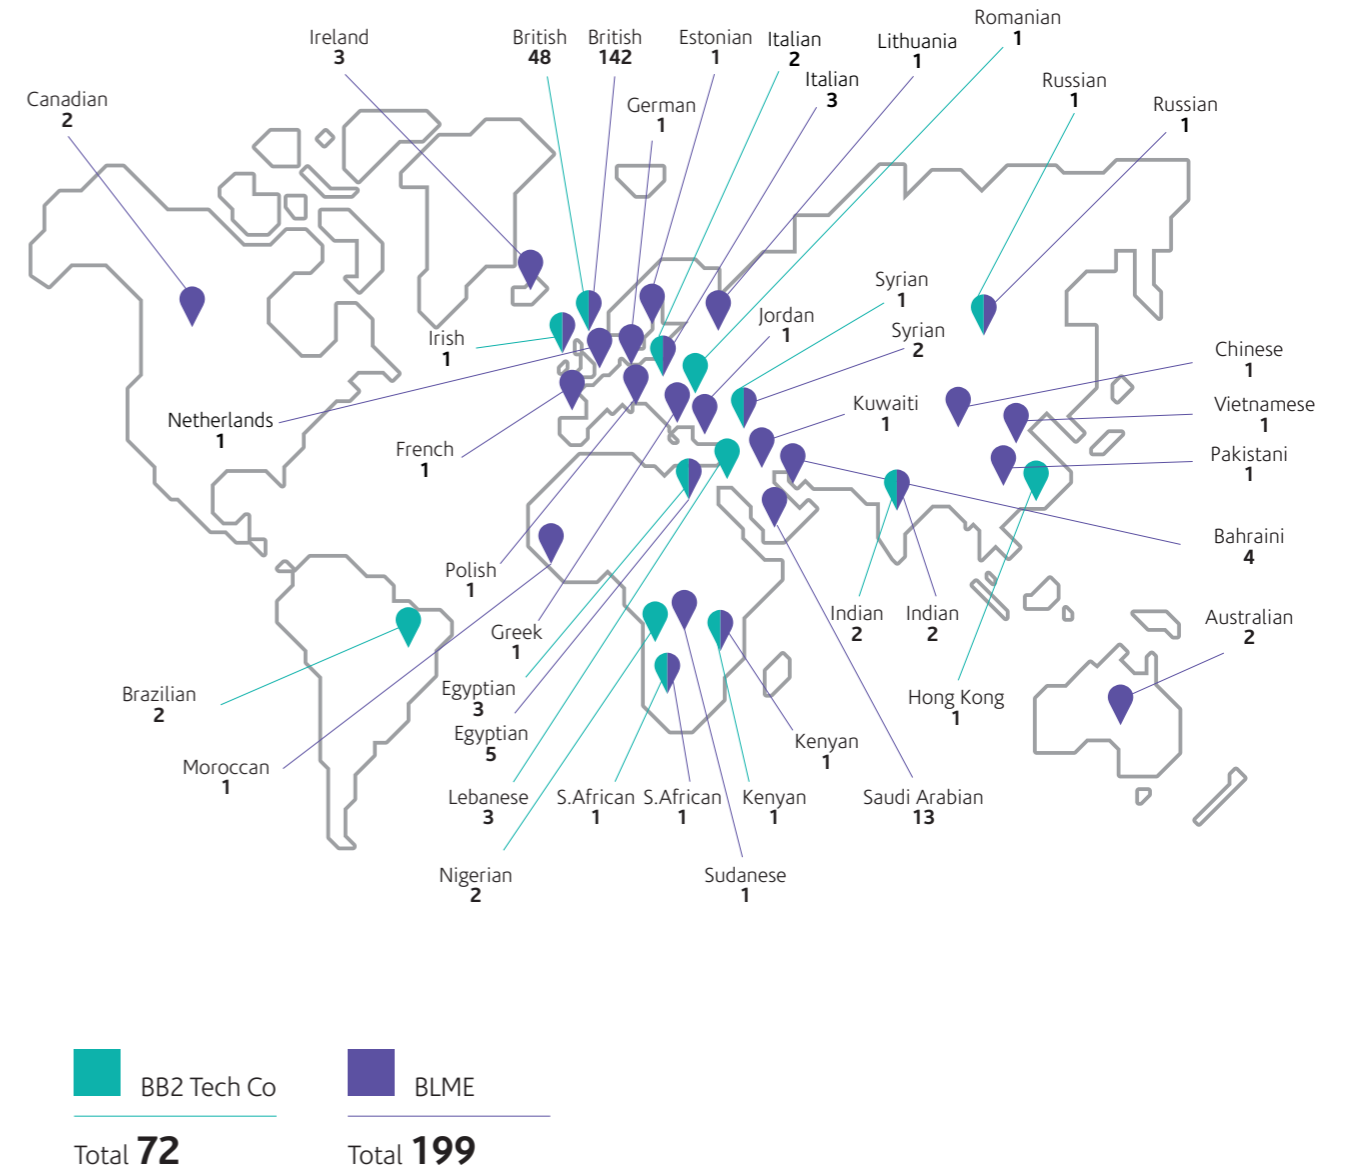 Romanian
1
Ireland
3
British
48
British
142
Estonian
1
Italian
2
Lithuania
1
Italian
3
Russian
1
Canadian
2
German
1
Russian
1
Syrian
1
Jordan
1
Syrian
2
Irish
1
Chinese
1
Netherlands
1
Kuwaiti
1
Vietnamese
1
French
1
Pakistani
1
Bahraini
4
Polish
1
Greek
1
Indian
2
Indian
2
Australian
2
Brazilian
2
Egyptian
3
Hong Kong
1
Egyptian
5
Kenyan
1
Moroccan
1
Lebanese
3
S.African
1
S.African
1
Kenyan
1
Saudi Arabian
13
Nigerian
2
Sudanese
1
BB2 Tech Co
Total 72
BLME
Total 199